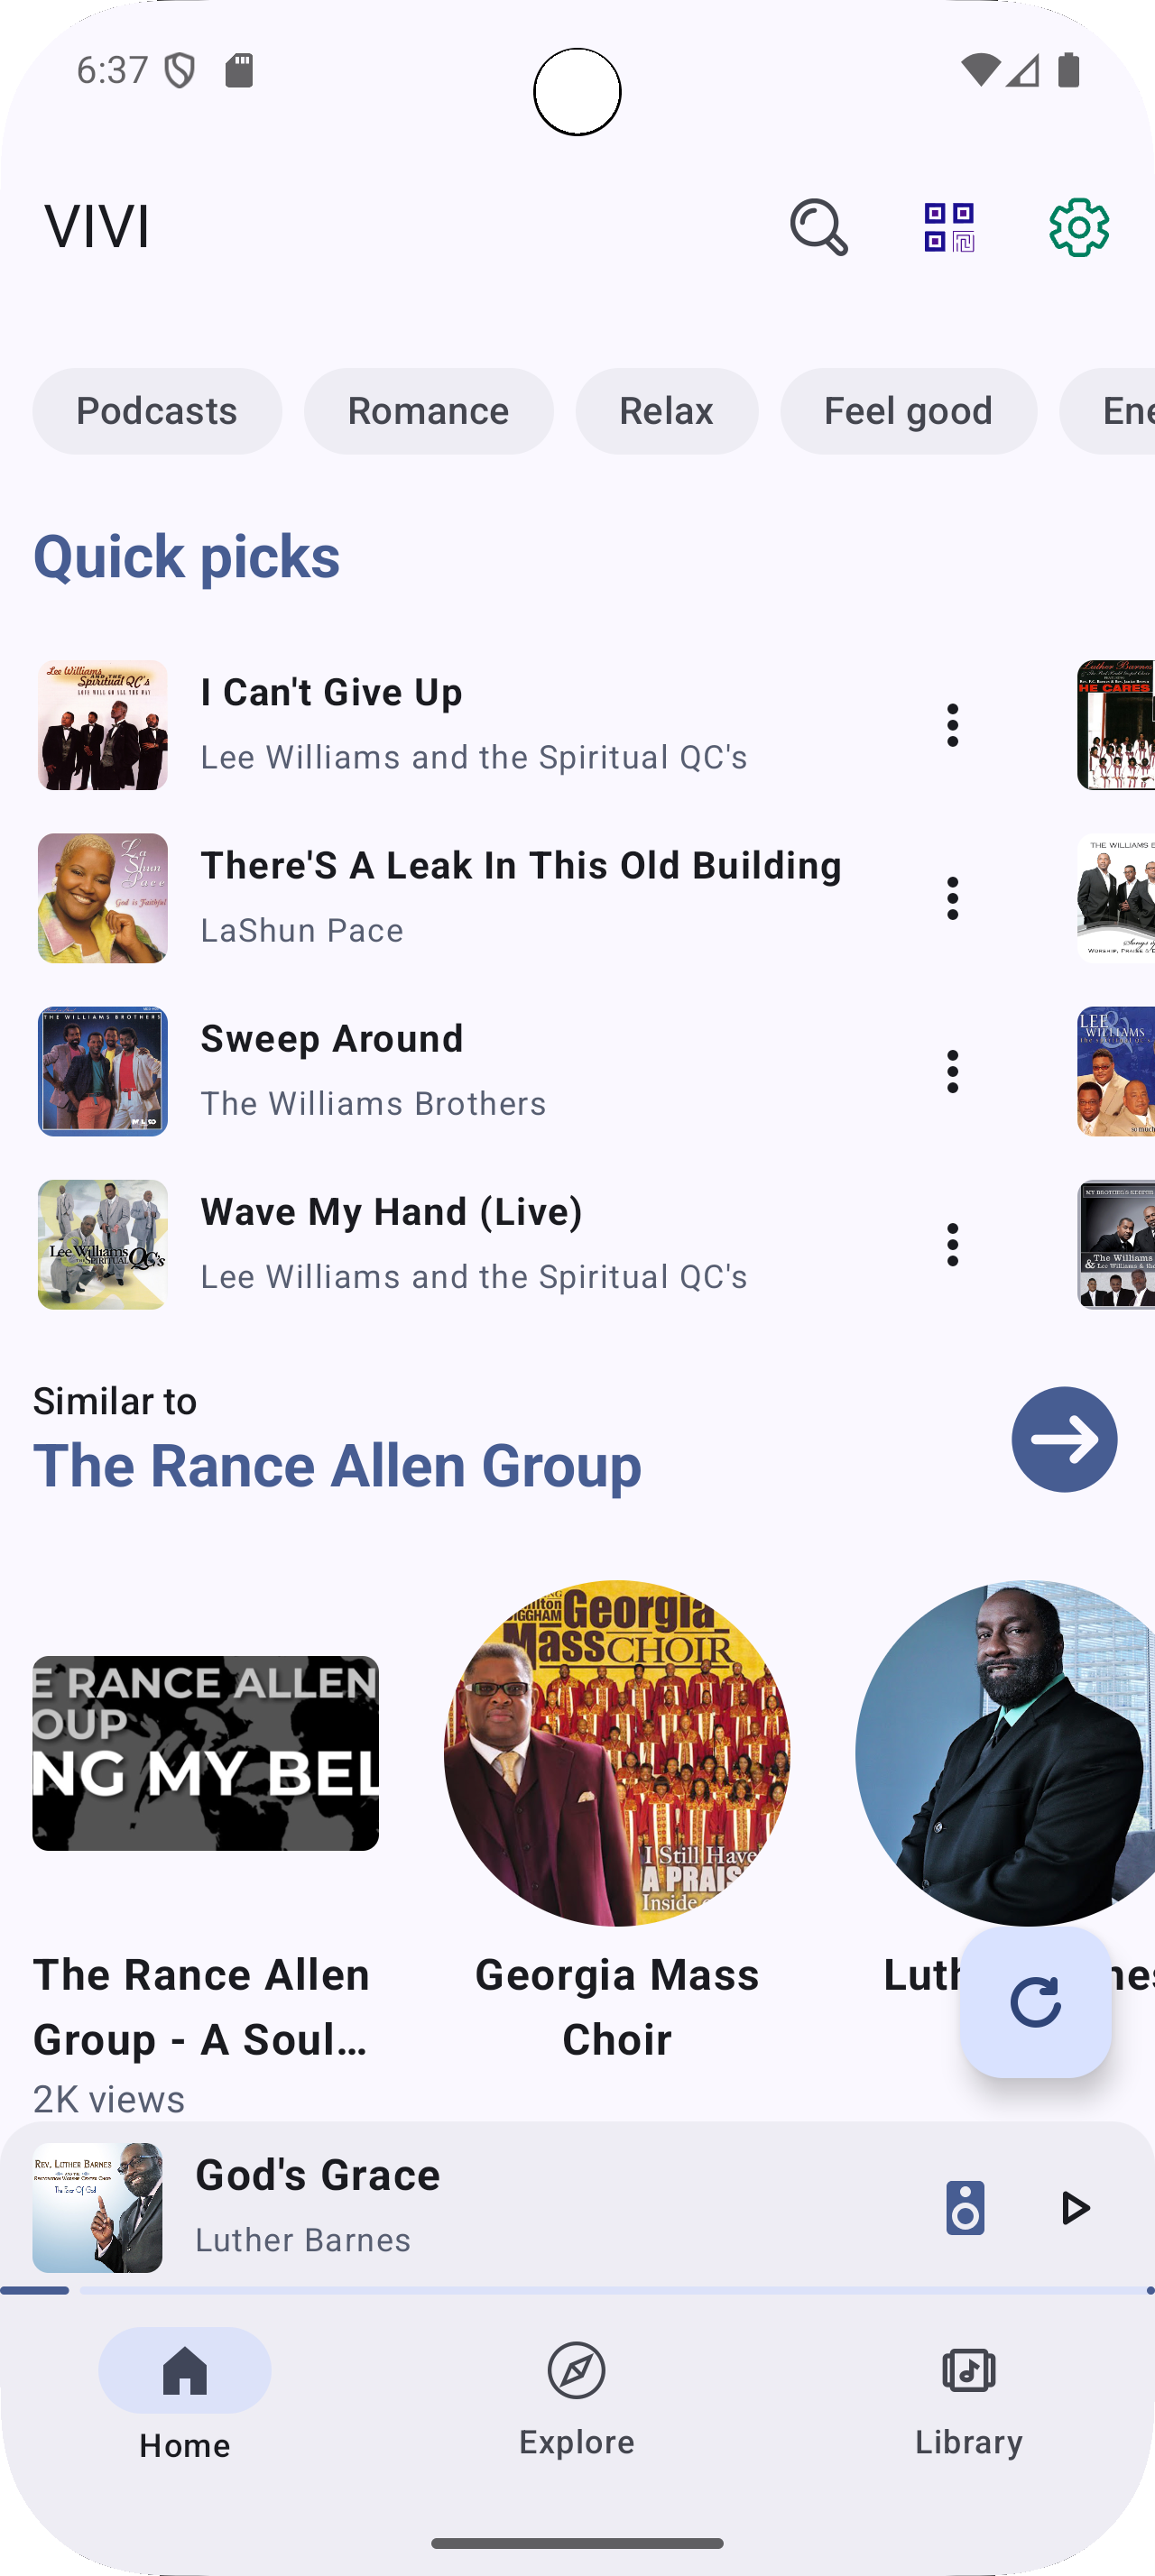 6:37
VIVI
Podcasts
Romance
Relax
Feel good
Ene
Quick picks
I Can't Give Up
Lee Williams and the Spiritual QC's
There'S A Leak In This Old Building
LaShun Pace
Sweep Around
The Williams Brothers
Wave My Hand (Live)
Lee Williams and the Spiritual QC's
Similar to
The Rance Allen Group
E RANCE ALLEN
OUP
NG MY BEL
Georgia
Mass CHOIR
I Still Have
A PRAIS
Inside
The Rance Allen
Group - A Soul...
2K views
Georgia Mass
Choir
Luth
nes
God's Grace
Luther Barnes
Home
Explore
Library